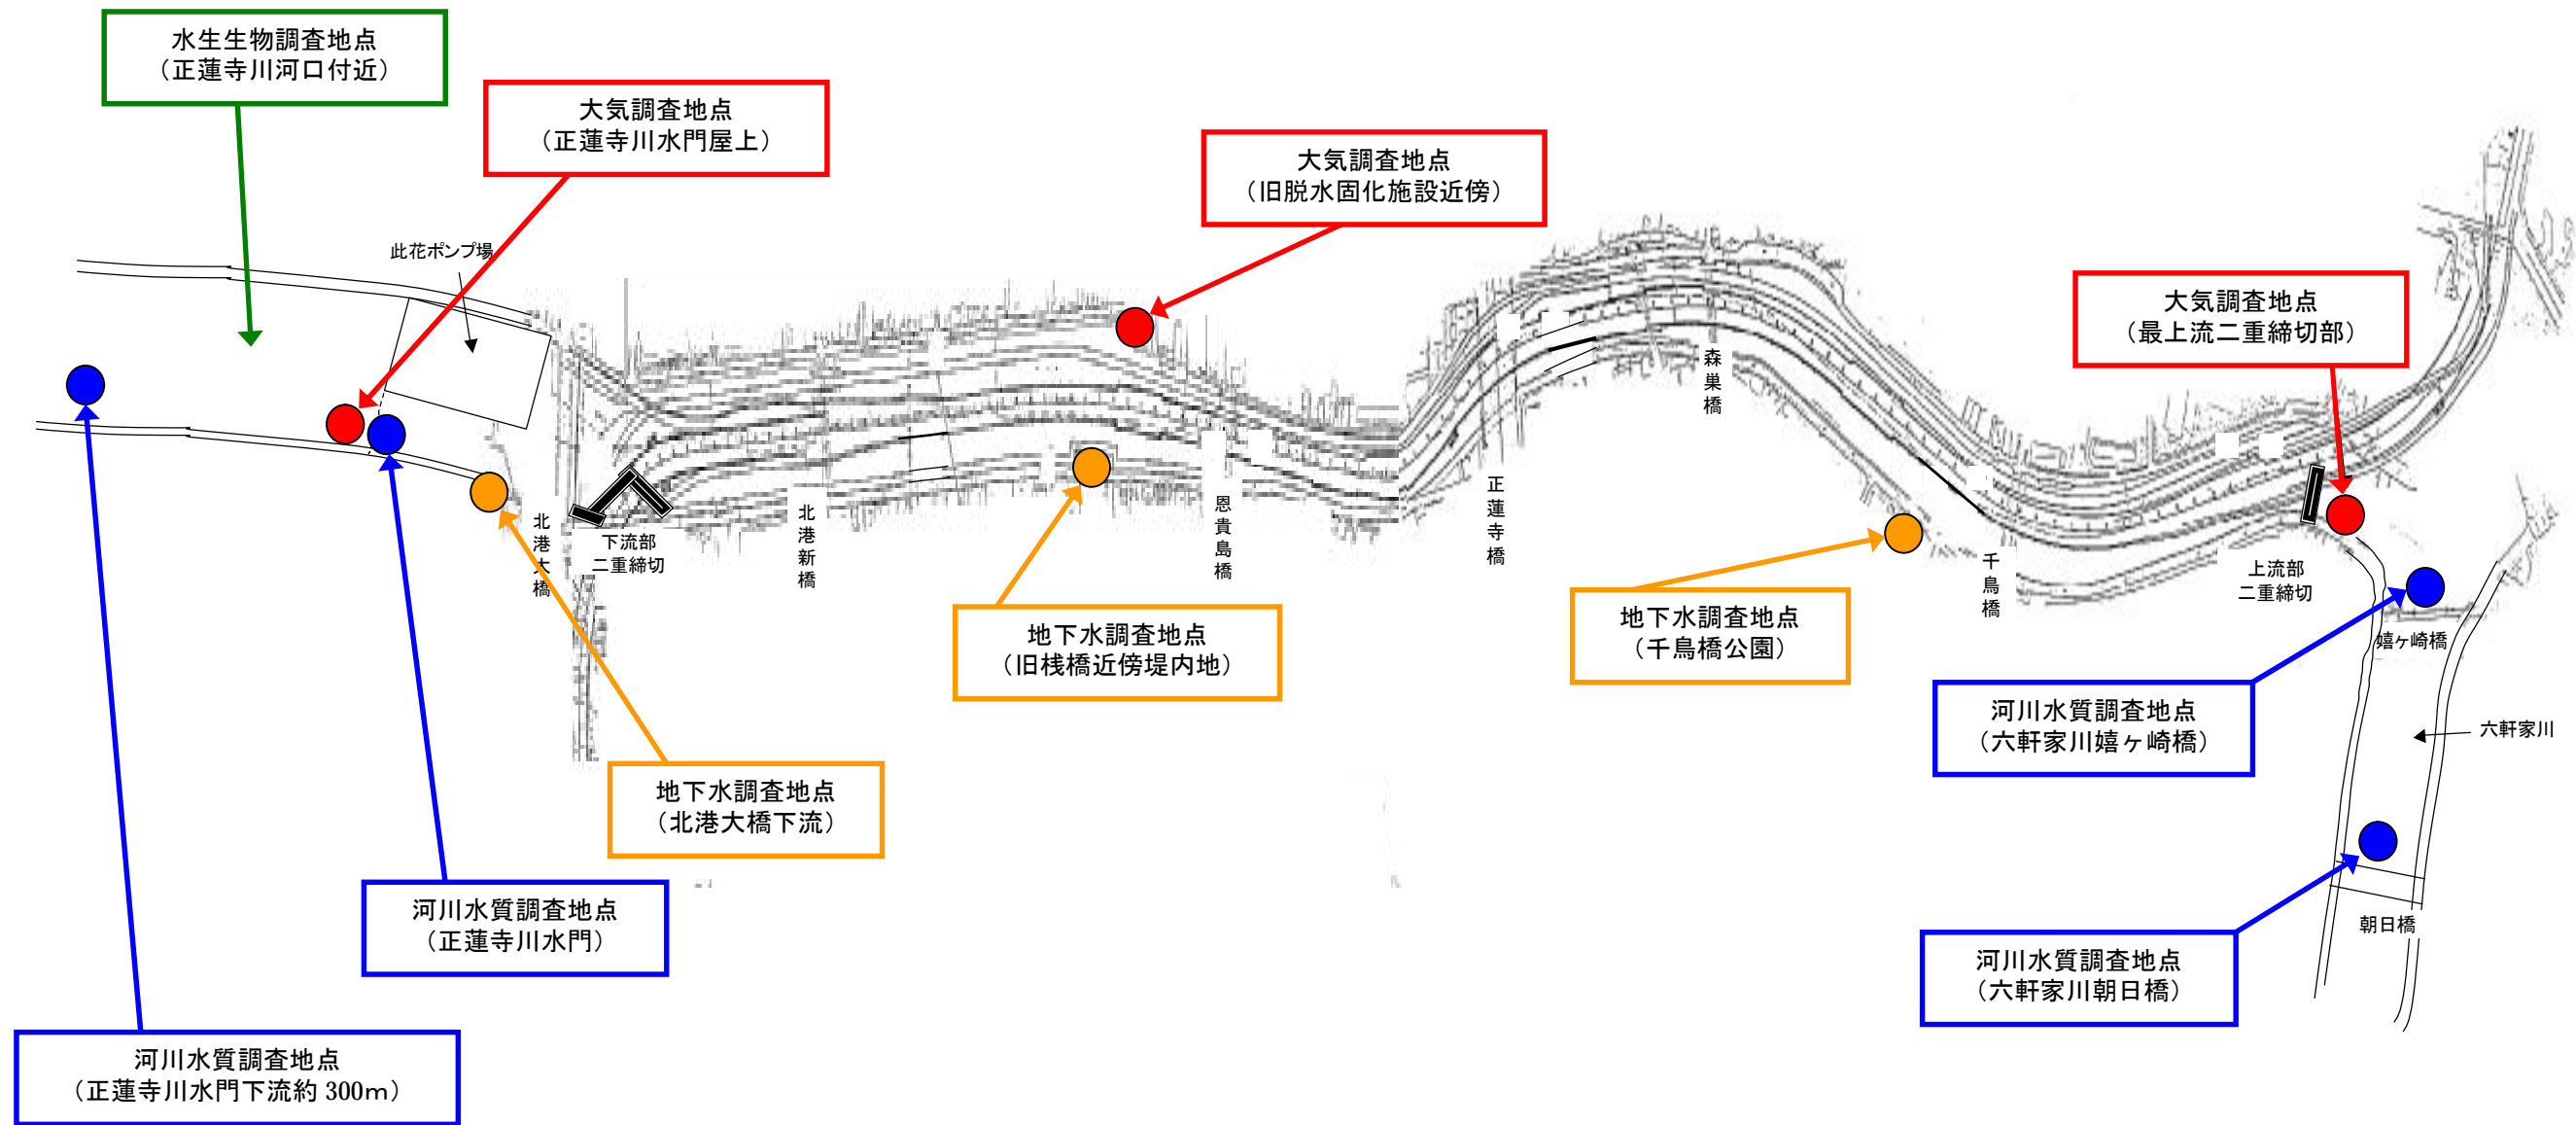 水生生物調査地点
（正蓮寺川河口付近）
大気調査地点
（正蓮寺川水門屋上）
大気調査地点
（旧脱水固化施設近傍）
此花ポンプ場
大気調査地点
（最上流二重締切部）
森巣橋
正蓮寺橋
恩貴島橋
北港新橋
北港大橋
下流部
二重締切
千鳥橋
上流部
二重締切
地下水調査地点
（旧桟橋近傍堤内地）
地下水調査地点
（千鳥橋公園）
嬉ヶ崎橋
河川水質調査地点
（六軒家川嬉ヶ崎橋）
六軒家川
地下水調査地点
（北港大橋下流）
河川水質調査地点
（正蓮寺川水門）
朝日橋
河川水質調査地点
（六軒家川朝日橋）
河川水質調査地点
（正蓮寺川水門下流約 300ｍ）